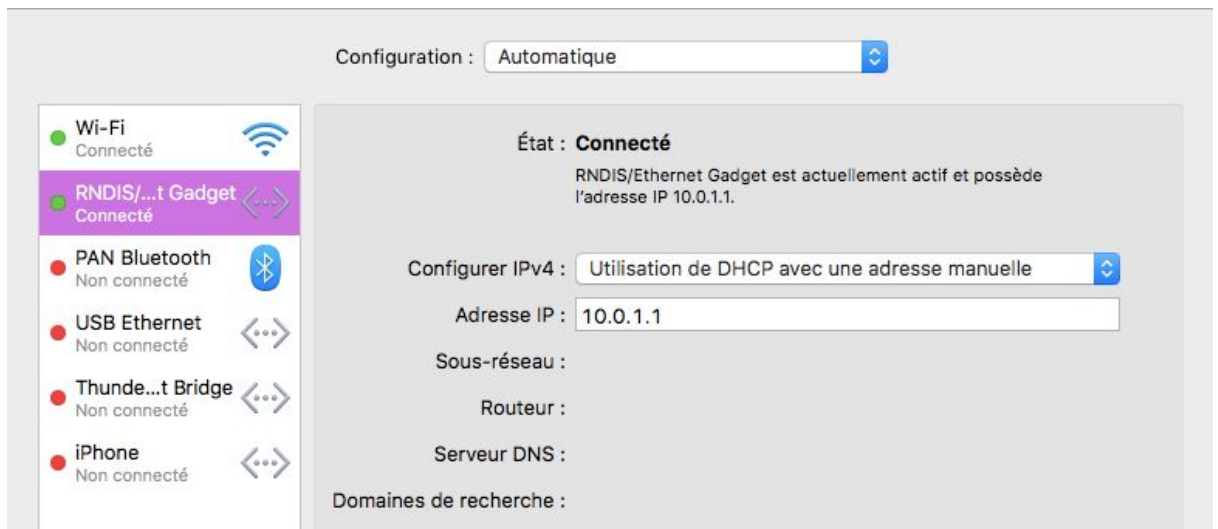 Configuration : Automatique
Wi-Fi
Connecté
RNDIS/...t Gadget
Connecté
PAN Bluetooth
Non connecté
USB Ethernet
Non connecté
Thunde...t Bridge
Non connecté
iPhone
Non connecté
État : Connecté
RNDIS/Ethernet Gadget est actuellement actif et possède
l'adresse IP 10.0.1.1.
Configurer IPv4 : Utilisation de DHCP avec une adresse manuelle
Adresse IP : 10.0.1.1
Sous-réseau :
Routeur :
Serveur DNS :
Domaines de recherche :